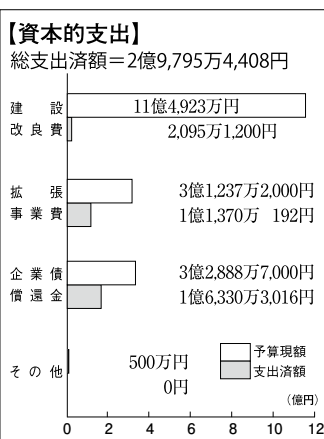 【資本的支出】
総支出済額＝2億9,795万4,408円
建設
改良費
11億4,923万円
2,095万1,200円
拡張
事業費
3億1,237万2,000円
1億1,370万 192円
企業債
償還金
3億2,888万7,000円
1億6,330万3,016円
その他
500万円
0円
予算現額
支出済額
（億円）
0 2 4 6 8 10 12